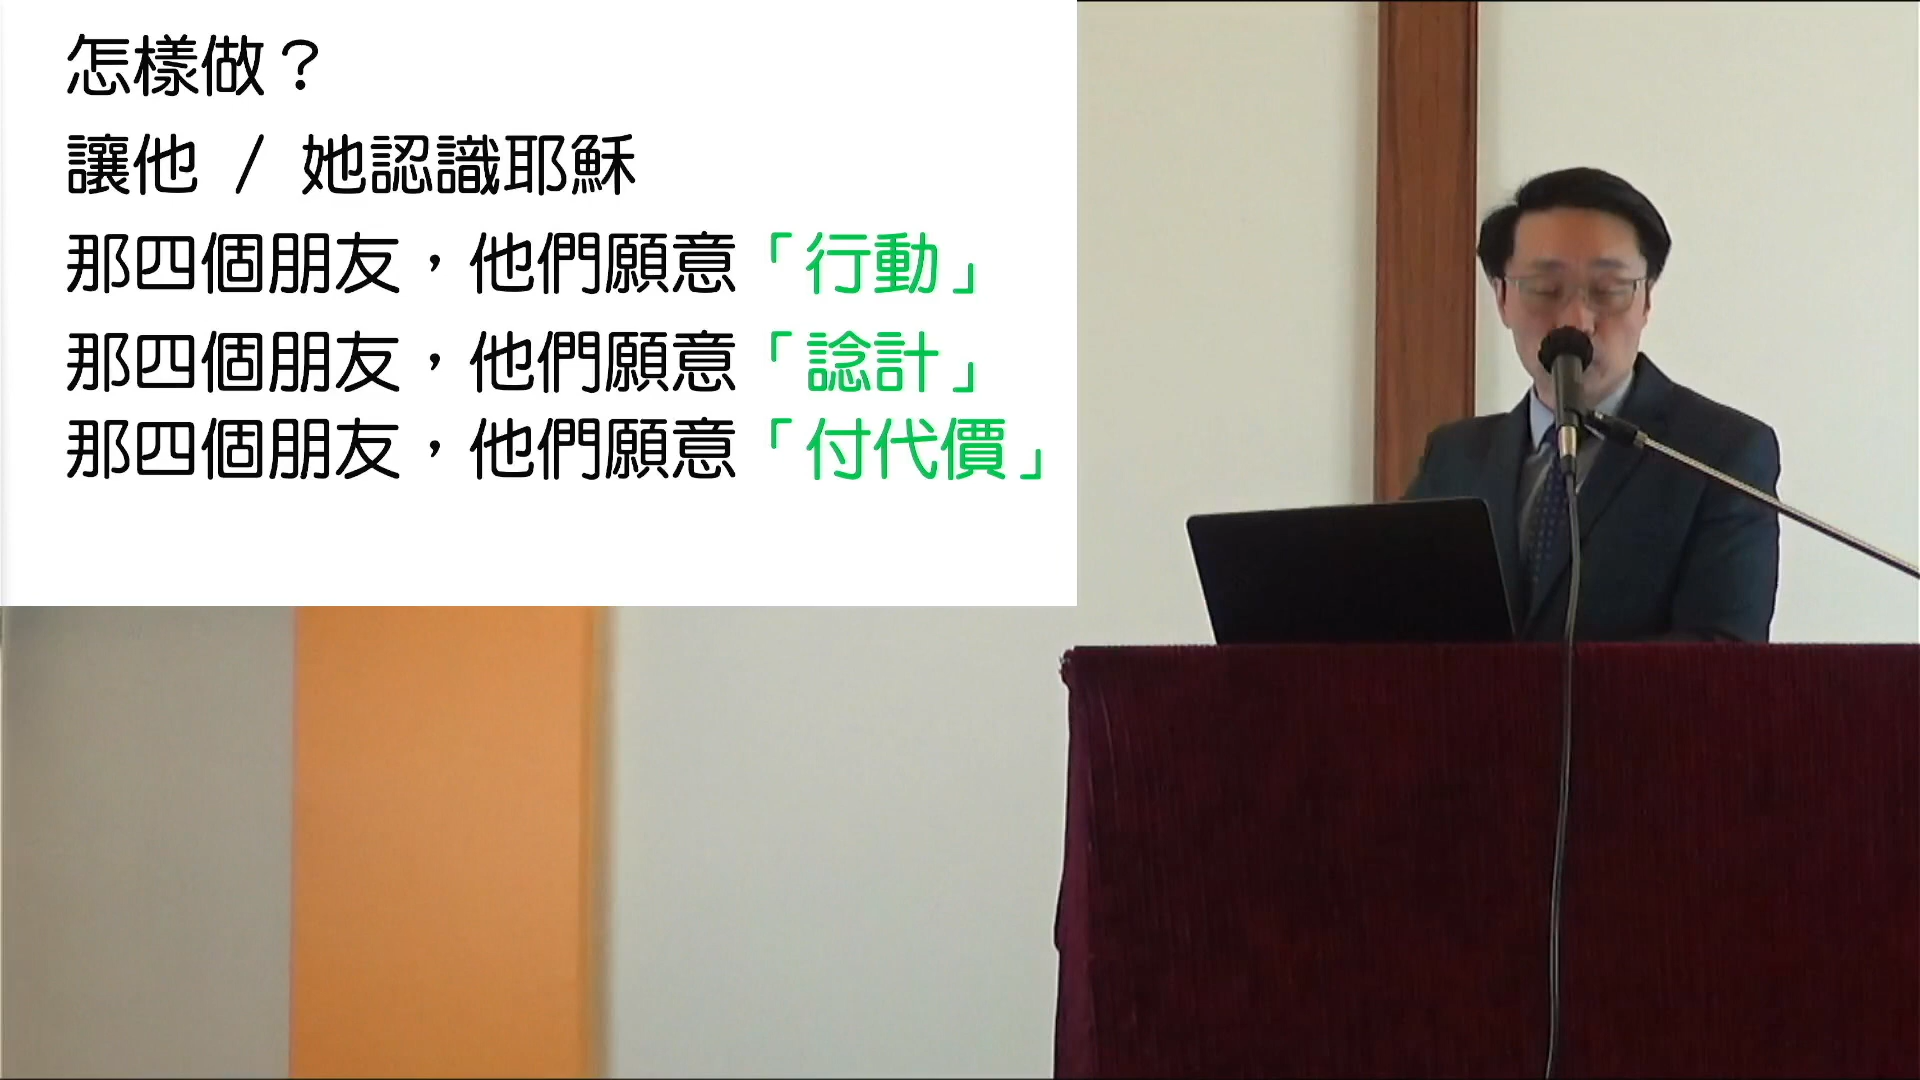 怎樣做？
讓他 / 她認識耶穌
那四個朋友，他們願意「行動」
那四個朋友，他們願意「諗計」
那四個朋友，他們願意「付代價」